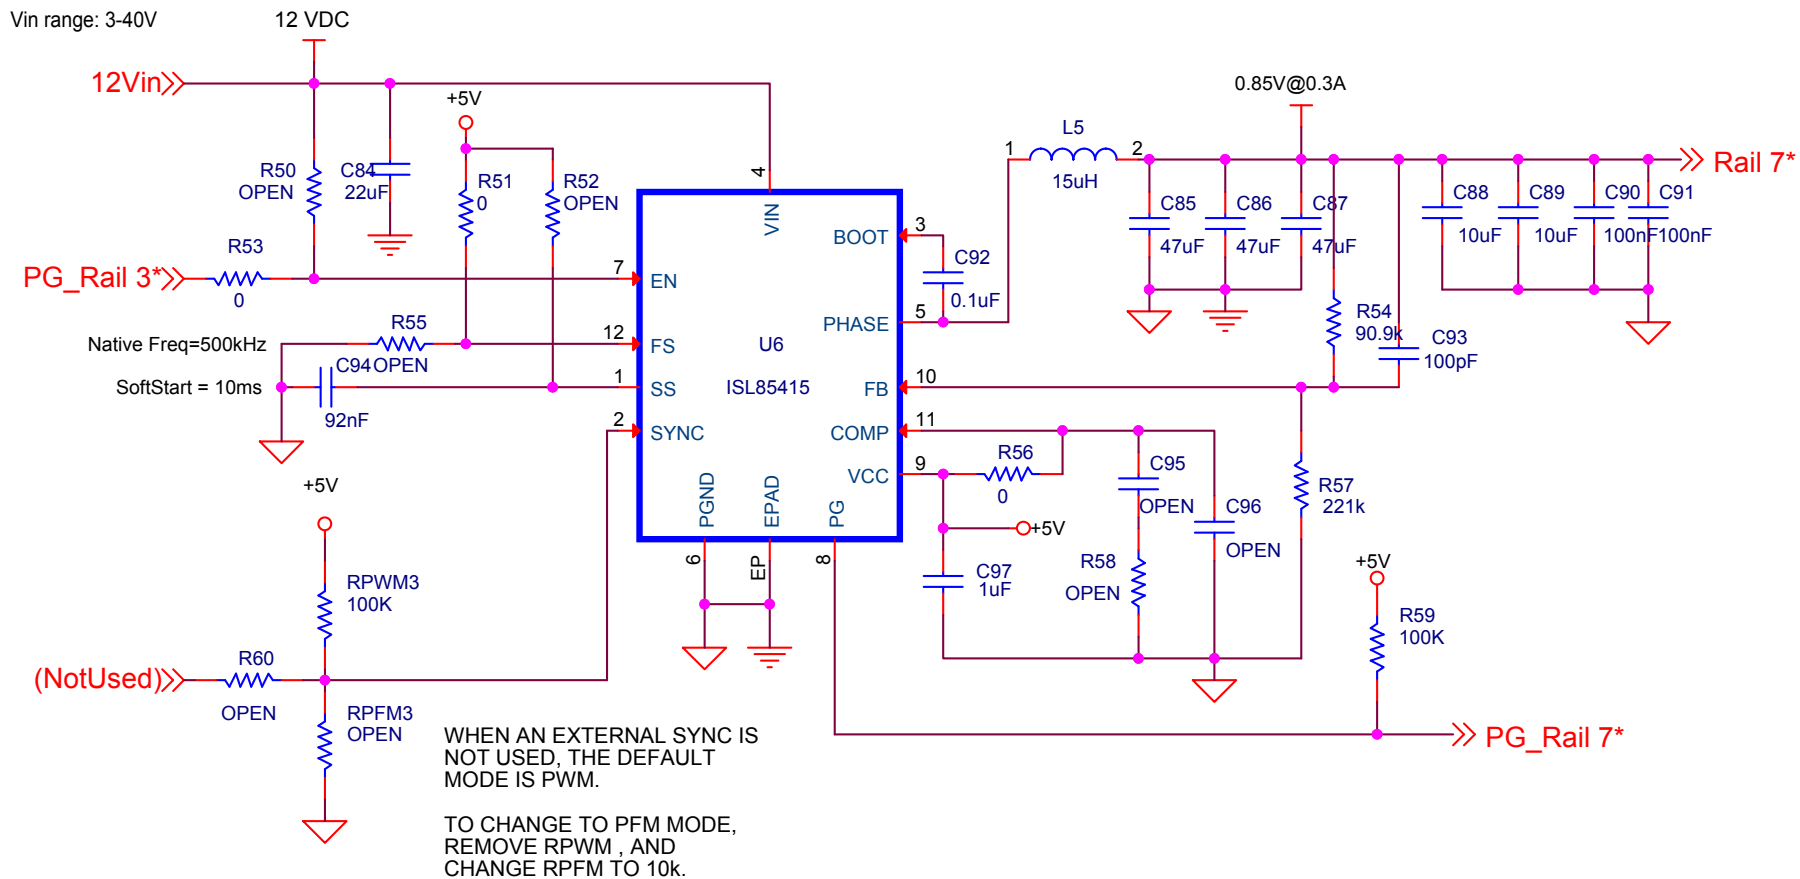 Vin range: 3-40V
12 VDC
12Vin
+5V
R50
OPEN
C84
22uF
R51
0
R52
OPEN
4
VIN
R53
0
PG_Rail 3*
7
EN
Native Freq=500kHz
R55
OPEN
12
FS
SoftStart = 10ms
C94
92nF
1
SS
2
SYNC
U6
ISL85415
BOOT
3
PHASE
5
FB
10
COMP
11
VCC
9
PGND
6
EPAD
EP
PG
8
C92
0.1uF
1
L5
15uH
2
0.85V@0.3A
Rail 7*
C85
47uF
C86
47uF
C87
47uF
C88
10uF
C89
10uF
C90
100nF
C91
100nF
R54
90.9k
C93
100pF
R56
0
C95
OPEN
C96
OPEN
R57
221k
+5V
C97
1uF
R58
OPEN
+5V
R59
100K
PG_Rail 7*
+5V
RPWM3
100K
(NotUsed)
R60
OPEN
RPFM3
OPEN
WHEN AN EXTERNAL SYNC IS
NOT USED, THE DEFAULT
MODE IS PWM.
TO CHANGE TO PFM MODE,
REMOVE RPWM , AND
CHANGE RPFM TO 10k.